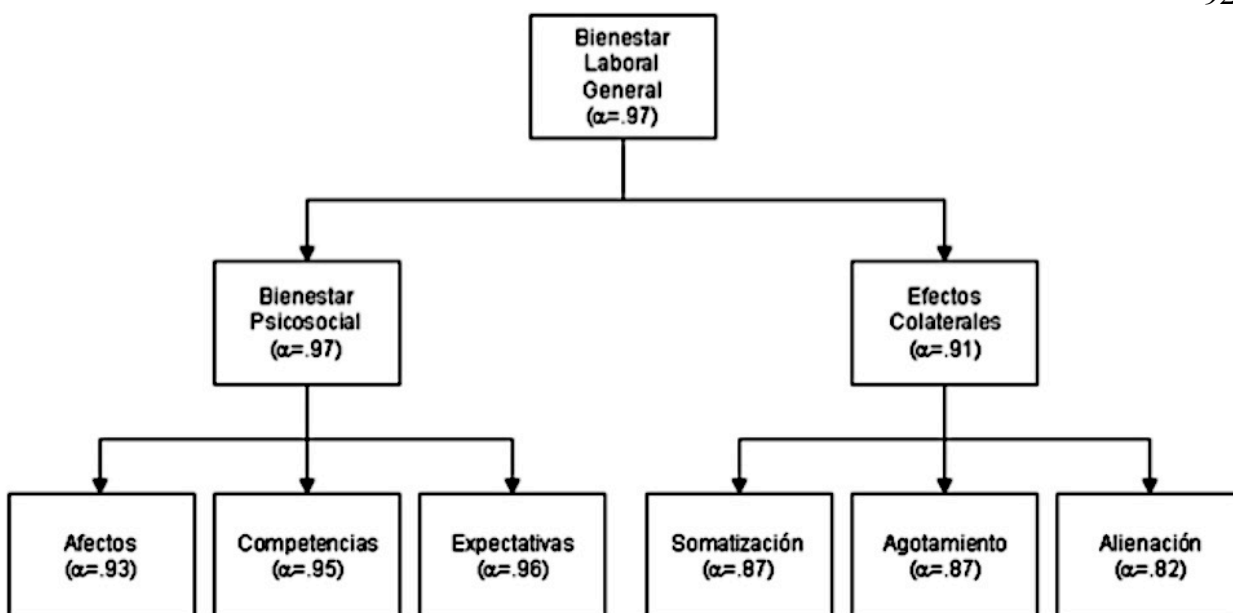 92
Bienestar
Laboral
General
(α=.97)
Bienestar
Psicosocial
(α=.97)
Efectos
Colaterales
(α=.91)
Afectos
(α=.93)
Competencias
(α=.95)
Expectativas
(α=.96)
Somatización
(α=.87)
Agotamiento
(α=.87)
Alienación
(α=.82)